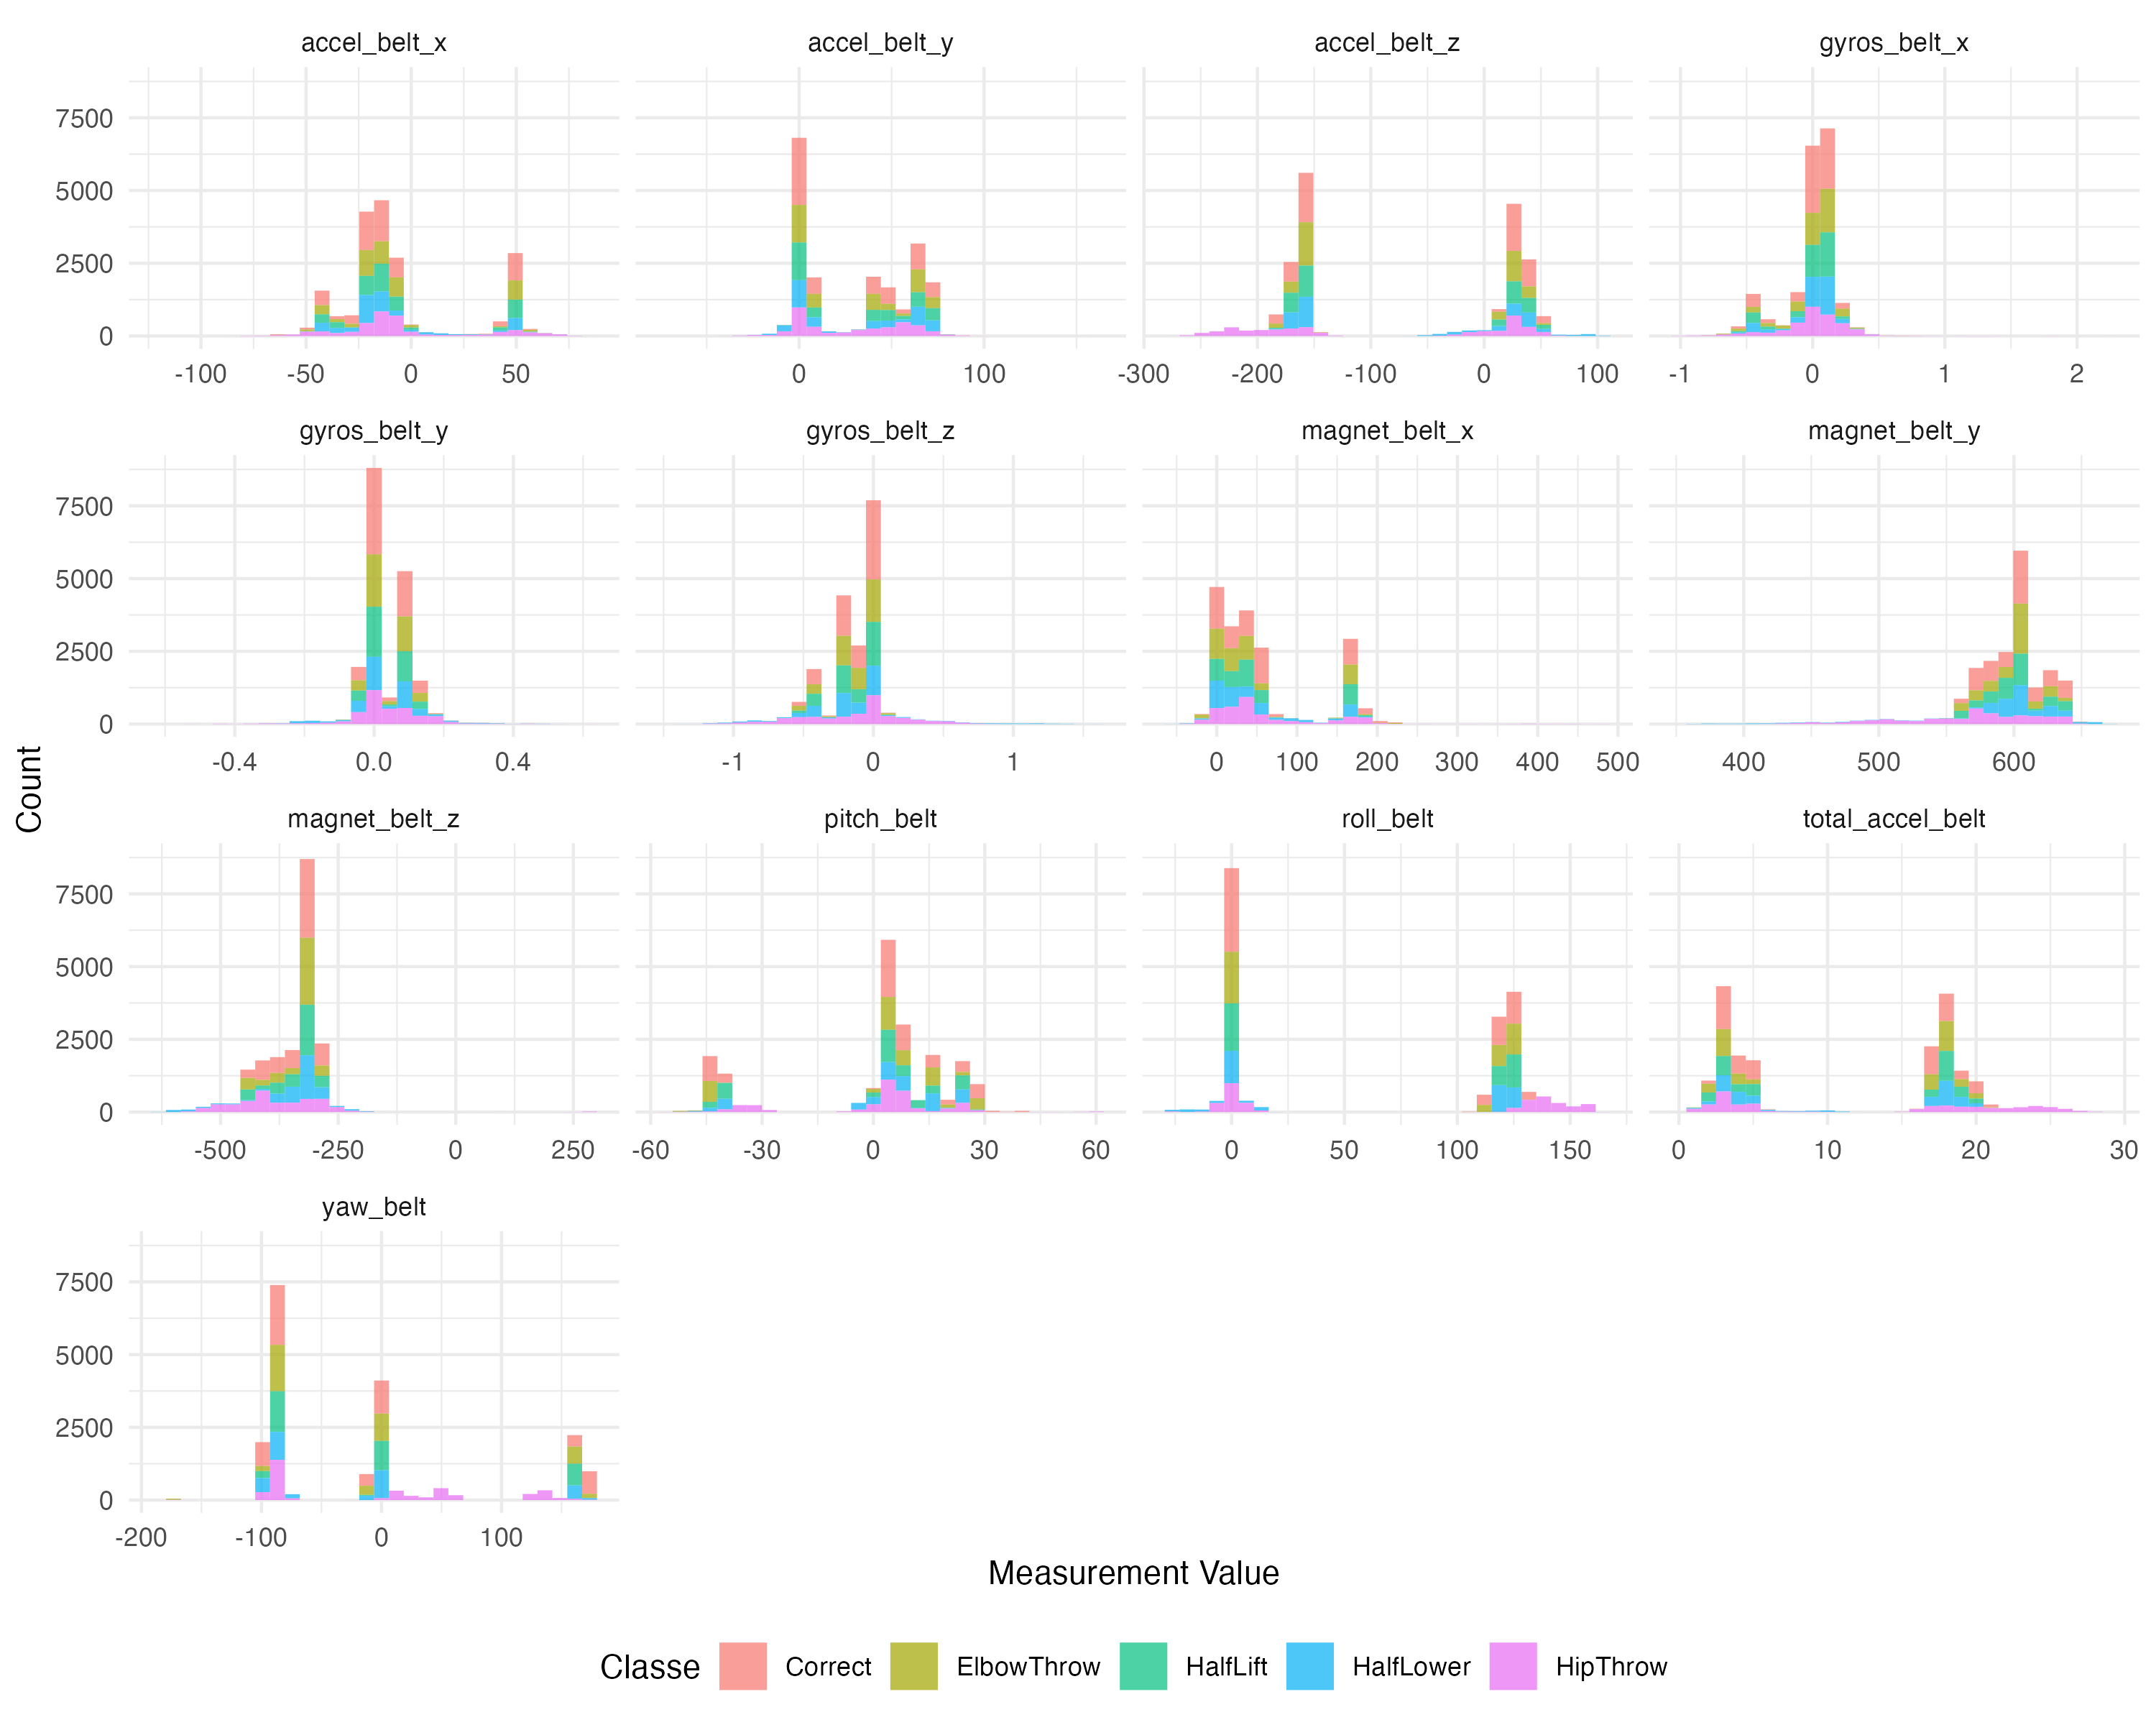 accel_belt_x accel_belt_y accel_belt_z gyros_belt_x
7500
5000
2500
0
-100 -50 0 50 0 100 -300 -200 -100 0 100 -1 0 1 2
gyros_belt_y gyros_belt_z magnet_belt_x magnet_belt_y
7500
5000
2500
0
-0.4 0.0 0.4 -1 0 1 0 100 200 300 400 500 400 500 600
Count
magnet_belt_z pitch_belt roll_belt total_accel_belt
7500
5000
2500
0
-500 -250 0 250 -60 -30 0 30 60 0 50 100 150 0 10 20 30
yaw_belt
7500
5000
2500
0
-200 -100 0 100
Measurement Value
Classe Correct ElbowThrow HalfLift HalfLower HipThrow